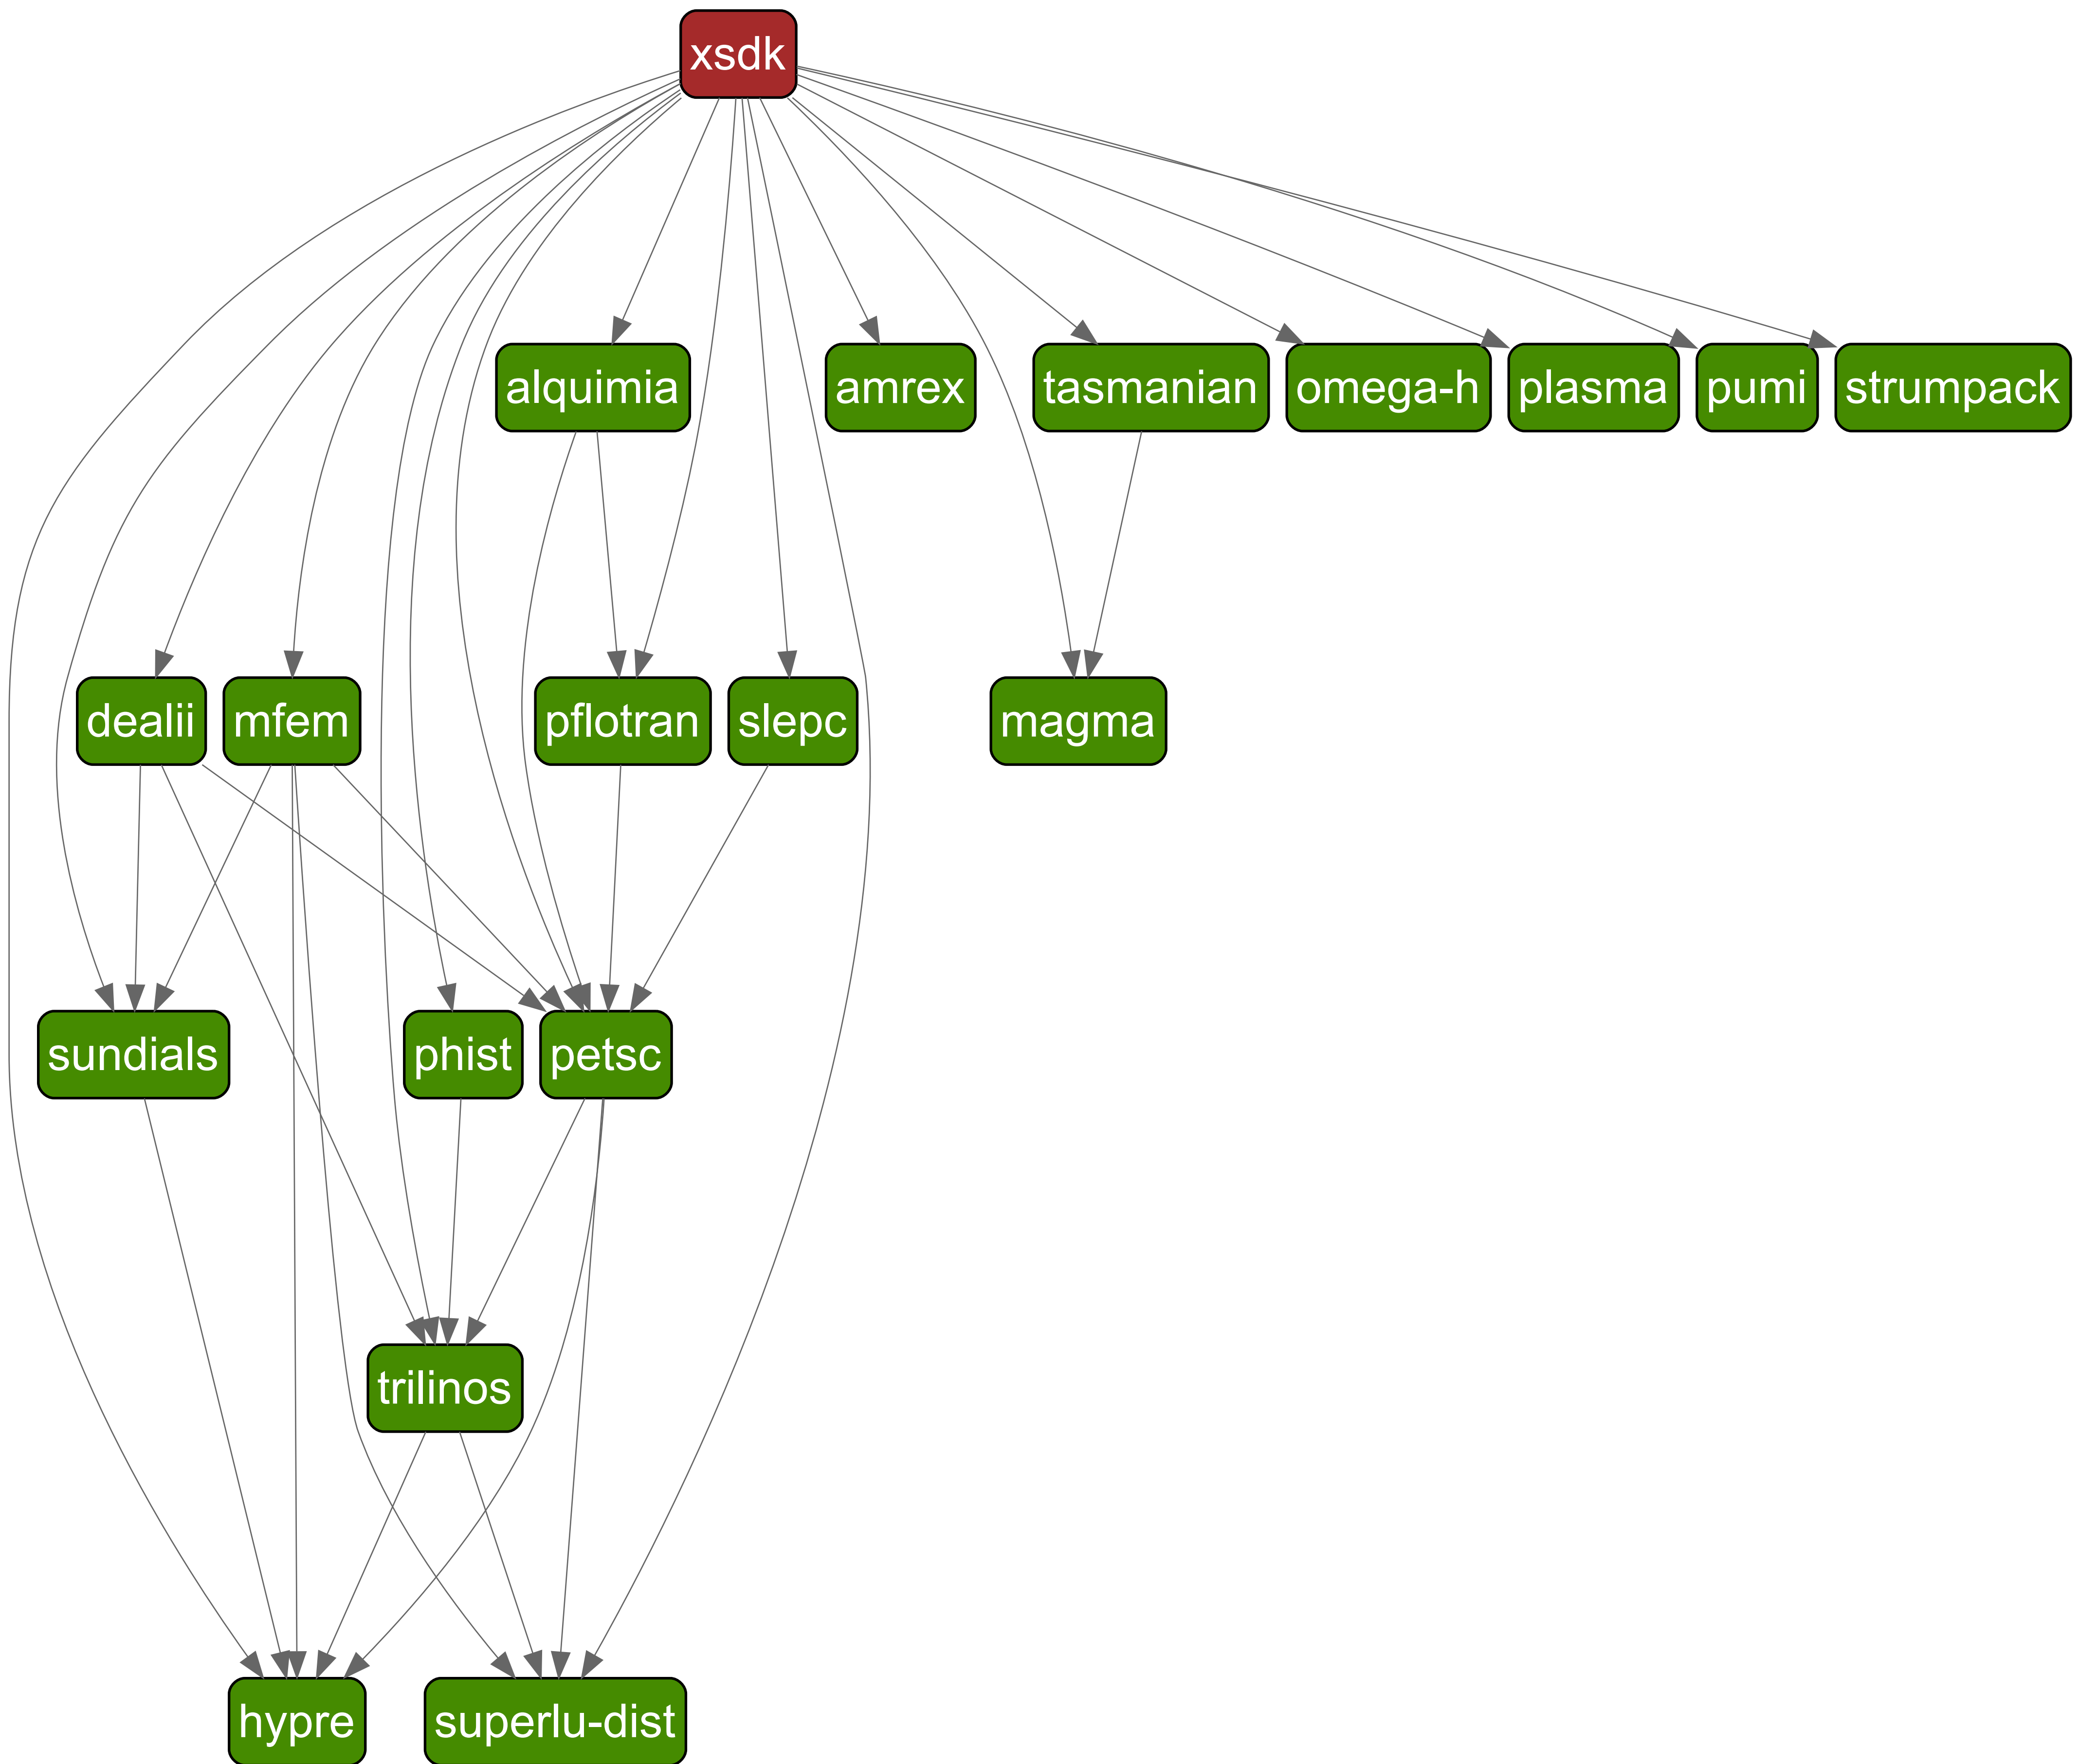 xsdk
alquimia
amrex
tasmanian
omega-h
plasma
pumi
strumpack
dealii
mfem
pflotran
slepc
magma
sundials
phist
petsc
trilinos
hypre
superlu-dist